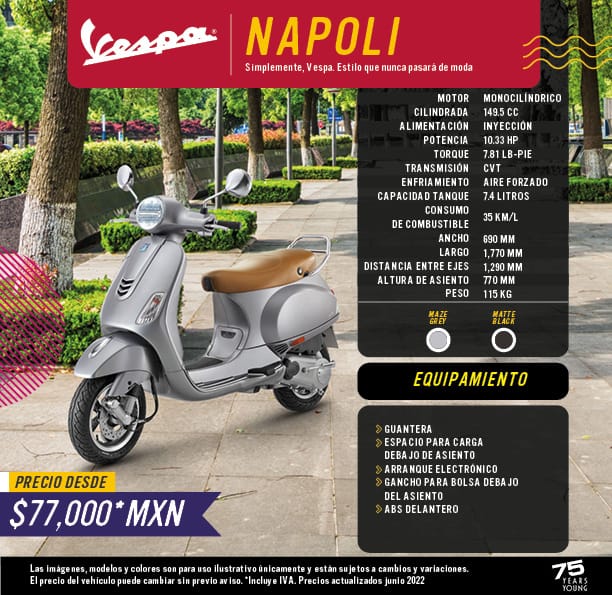 Vespa®
NAPOLI
Simplemente, Vespa. Estilo que nunca pasará de moda
MOTOR MONOCILÍNDRICO
CILINDRADA 149.5 CC
ALIMENTACIÓN INYECCIÓN
POTENCIA 10.33 HP
TORQUE 7.81 LB-PIE
TRANSMISIÓN CVT
ENFRIAMIENTO AIRE FORZADO
CAPACIDAD TANQUE 7.4 LITROS
CONSUMO
DE COMBUSTIBLE 35 KM/L
ANCHO 690 MM
LARGO 1,770 MM
DISTANCIA ENTRE EJES 1,290 MM
ALTURA DE ASIENTO 770 MM
PESO 115 KG
MAZE MATTE
GREY BLACK
EQUIPAMIENTO
GUANTERA
ESPACIO PARA CARGA
DEBAJO DE ASIENTO
ARRANQUE ELECTRÓNICO
GANCHO PARA BOLSA DEBAJO
DEL ASIENTO
ABS DELANTERO
PRECIO DESDE
$77,000* MXN
Las imágenes, modelos y colores son para uso ilustrativo únicamente y están sujetos a cambios y variaciones.
El precio del vehículo puede cambiar sin previo aviso. *Incluye IVA. Precios actualizados junio 2022
75
YEARS
YOUNG